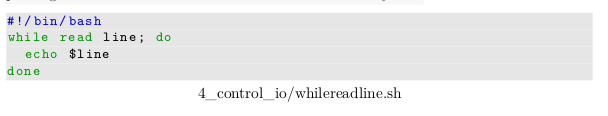 #!/bin/bash
while read line; do
  echo $line
done
4_control_io/whilereadline.sh